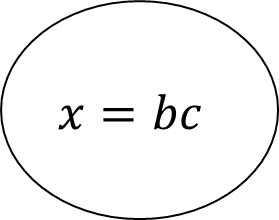 x = bc